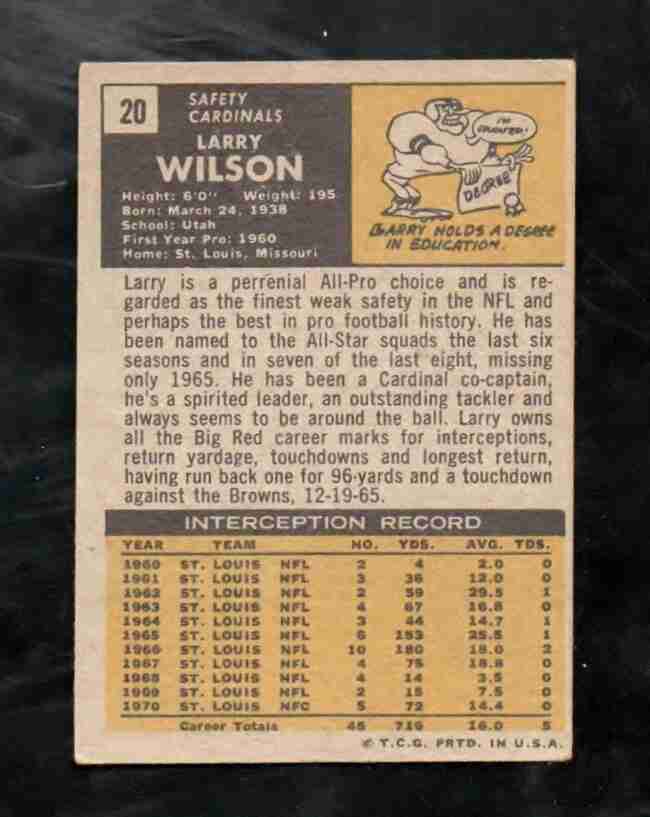 20
SAFETY
CARDINALS
LARRY
WILSON
Height: 6'0" Weight: 195
Born: March 24, 1938
School: Utah
First Year Pro: 1960
Home: St. Louis, Missouri
I'M EDUCATED!
DEGREE
LARRY HOLDS A DEGREE
IN EDUCATION.
Larry is a perrenial All-Pro choice and is re-
garded as the finest weak safety in the NFL and
perhaps the best in pro football history. He has
been named to the All-Star squads the last six
seasons and in seven of the last eight, missing
only 1965. He has been a Cardinal co-captain,
he's a spirited leader, an outstanding tackler and
always seems to be around the ball. Larry owns
all the Big Red career marks for interceptions,
return yardage, touchdowns and longest return,
having run back one for 96-yards and a touchdown
against the Browns, 12-19-65.
INTERCEPTION RECORD
YEAR TEAM NO. YDS. AVG. TDS.
1960 ST. LOUIS NFL 2 4 2.0 0
1961 ST. LOUIS NFL 3 36 12.0 0
1962 ST. LOUIS NFL 2 59 29.5 1
1963 ST. LOUIS NFL 4 67 16.8 0
1964 ST. LOUIS NFL 3 44 14.7 1
1965 ST. LOUIS NFL 6 153 25.5 1
1966 ST. LOUIS NFL 10 180 18.0 2
1967 ST. LOUIS NFL 4 75 18.8 0
1968 ST. LOUIS NFL 4 14 3.5 0
1969 ST. LOUIS NFL 2 15 7.5 0
1970 ST. LOUIS NFC 5 72 14.4 0
Career Totals 45 719 16.0 5
© T.C.G. PRTD. IN U.S.A.